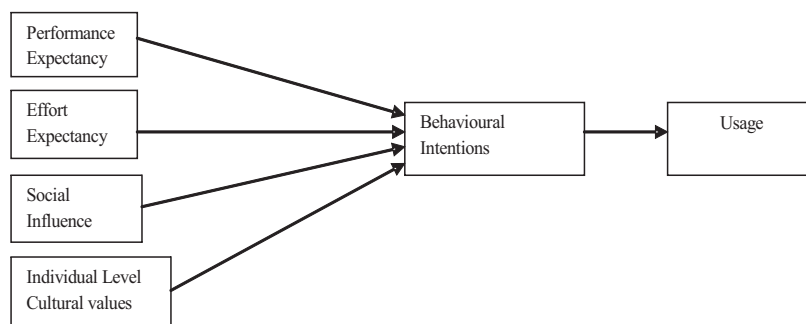 Performance
Expectancy
Effort
Expectancy
Social
Influence
Individual Level
Cultural values
Behavioural
Intentions
Usage